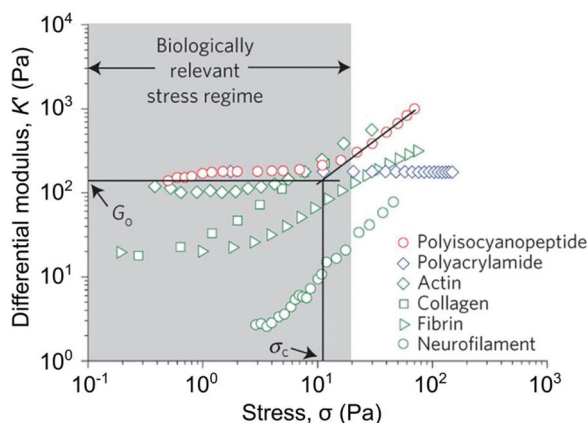 Differential modulus, K' (Pa)
10⁴
10³
10²
10¹
10⁰
Biologically
relevant
stress regime
G₀
σc
Polyisocyanopeptide
Polyacrylamide
Actin
Collagen
Fibrin
Neurofilament
10⁻¹ 10⁰ 10¹ 10² 10³
Stress, σ (Pa)